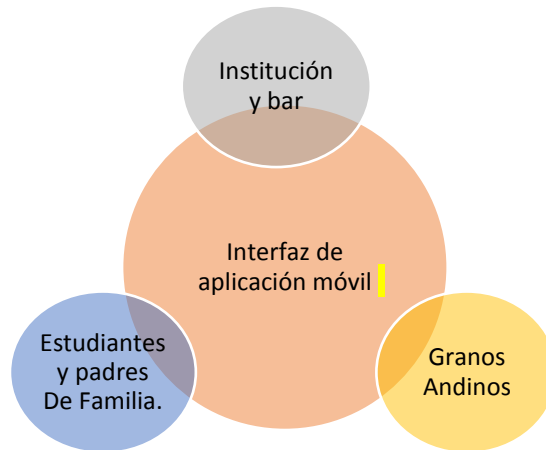 Institución
y bar
Interfaz de
aplicación móvil
Estudiantes
y padres
De Familia.
Granos
Andinos